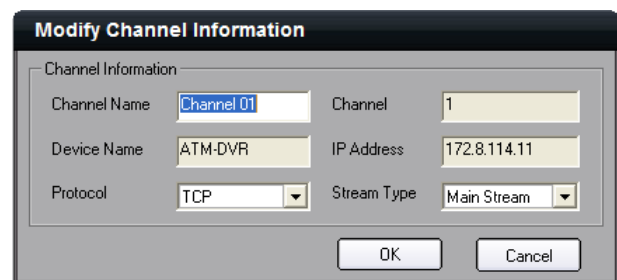 Modify Channel Information
Channel Information
Channel Name Channel 01 Channel 1
Device Name ATM-DVR IP Address 172.8.114.11
Protocol TCP Stream Type Main Stream
OK Cancel